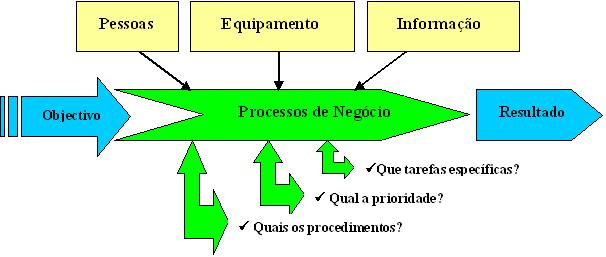 Pessoas
Equipamento
Informação
Objectivo
Processos de Negócio
Resultado
✓Que tarefas específicas?
✓ Qual a prioridade?
✓ Quais os procedimentos?